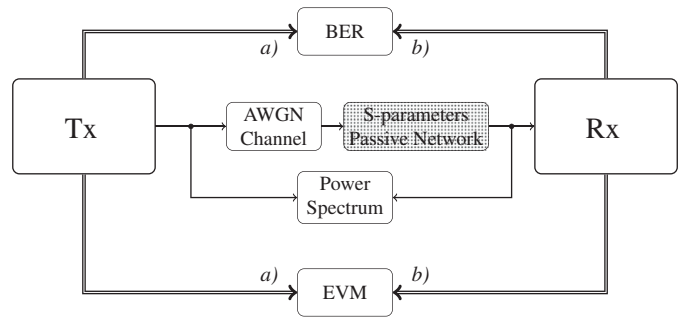 BER
a)
b)
Tx
AWGN
Channel
S-parameters
Passive Network
Rx
Power
Spectrum
a)
b)
EVM